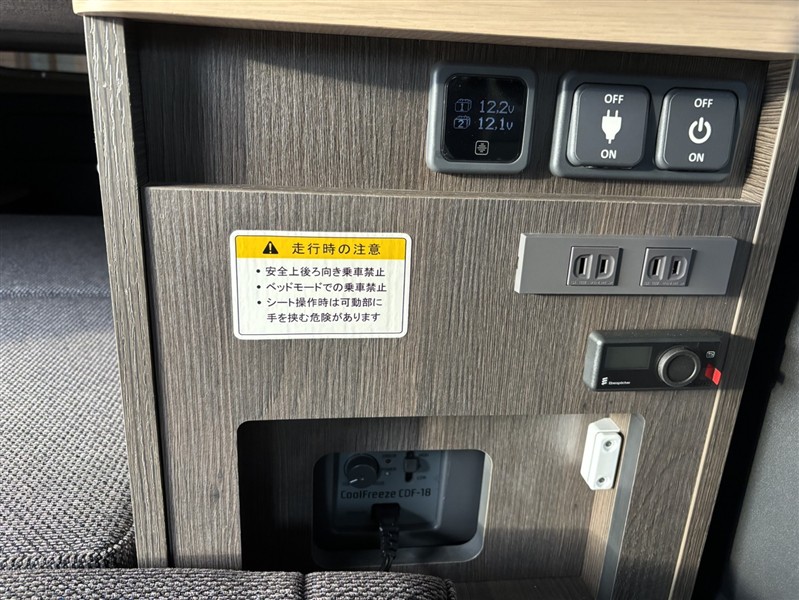 1 12.2V
2 12.1V
OFF
ON
OFF
ON
走行時の注意
• 安全上後ろ向き乗車禁止
• ベッドモードでの乗車禁止
• シート操作時は可動部に
手を挟む危険があります
Eberspächer
CoolFreeze CDF-18